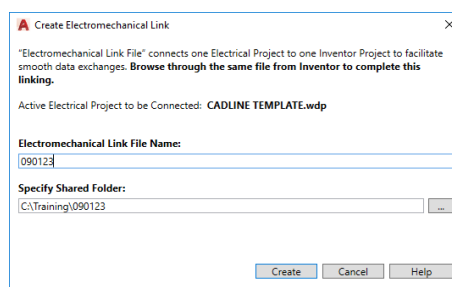 Create Electromechanical Link
"Electromechanical Link File" connects one Electrical Project to one Inventor Project to facilitate
smooth data exchanges. Browse through the same file from Inventor to complete this
linking.
Active Electrical Project to be Connected: CADLINE TEMPLATE.wdp
Electromechanical Link File Name:
090123
Specify Shared Folder:
C:\Training\090123
...
Create Cancel Help